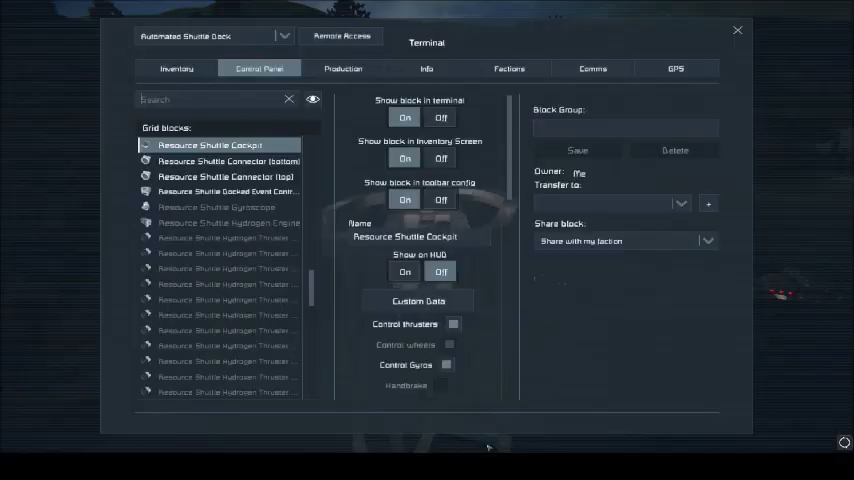 Automated Shuttle Dock
Remote Access
Terminal
Inventory
Control Panel
Production
Info
Factions
Comms
GPS
Search
Grid blocks:
Resource Shuttle Cockpit
Resource Shuttle Connector (bottom)
Resource Shuttle Connector (top)
Resource Shuttle Docked Event Contr...
Resource Shuttle Gyroscope
Resource Shuttle Hydrogen Engine
Resource Shuttle Hydrogen Thruster ...
Resource Shuttle Hydrogen Thruster ...
Resource Shuttle Hydrogen Thruster ...
Resource Shuttle Hydrogen Thruster ...
Resource Shuttle Hydrogen Thruster ...
Resource Shuttle Hydrogen Thruster ...
Resource Shuttle Hydrogen Thruster ...
Resource Shuttle Hydrogen Thruster ...
Resource Shuttle Hydrogen Thruster ...
Resource Shuttle Hydrogen Thruster ...
Resource Shuttle Hydrogen Thruster ...
Show block in terminal
On Off
Show block in Inventory Screen
On Off
Show block in toolbar config
On Off
Name
Resource Shuttle Cockpit
Show on HUD
On Off
Custom Data
Control thrusters
Control wheels
Control Gyros
Handbrake
Block Group:
Save Delete
Owner: Me
Transfer to:
+
Share block:
Share with my faction